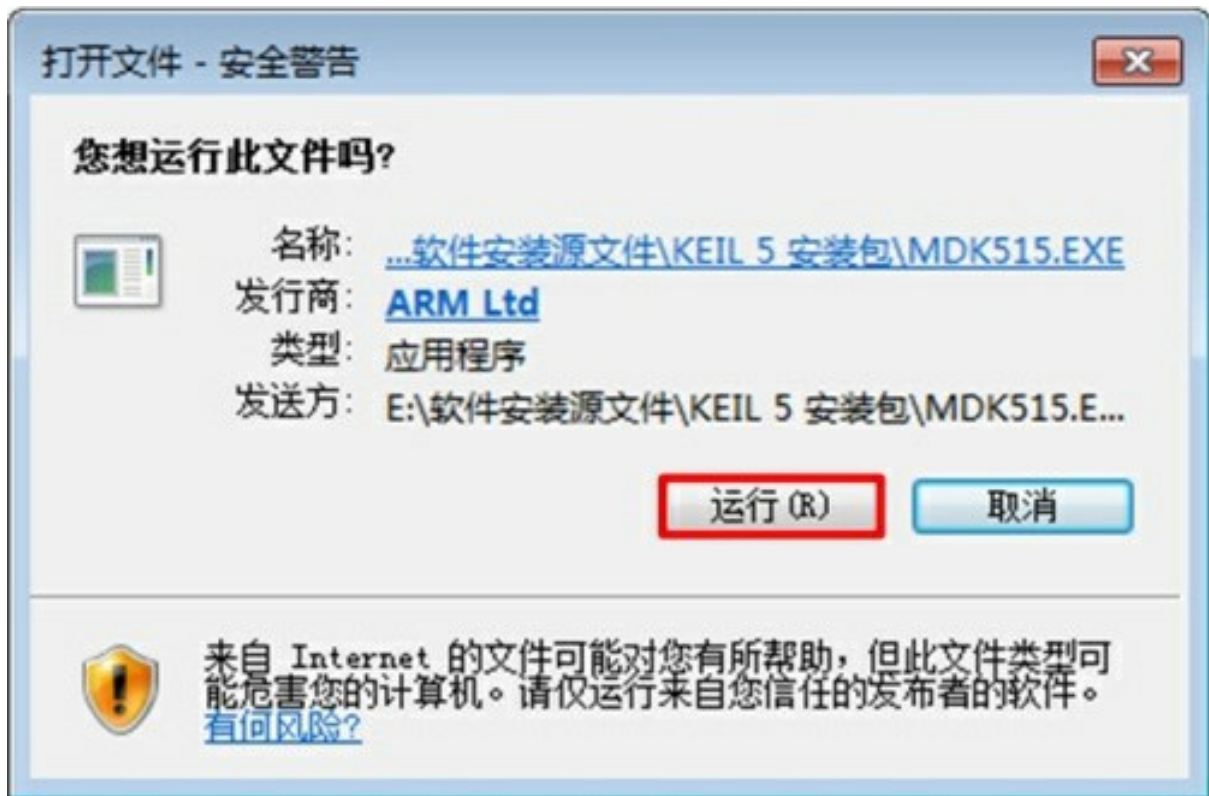 打开文件 - 安全警告
您想运行此文件吗?
名称: ...软件安装源文件\KEIL 5 安装包\MDK515.EXE
发行商: ARM Ltd
类型: 应用程序
发送方: E:\软件安装源文件\KEIL 5 安装包\MDK515.E...
运行(R) 取消
来自 Internet 的文件可能对您有所帮助，但此文件类型可
能危害您的计算机。请仅运行来自您信任的发布者的软件。
有何风险?